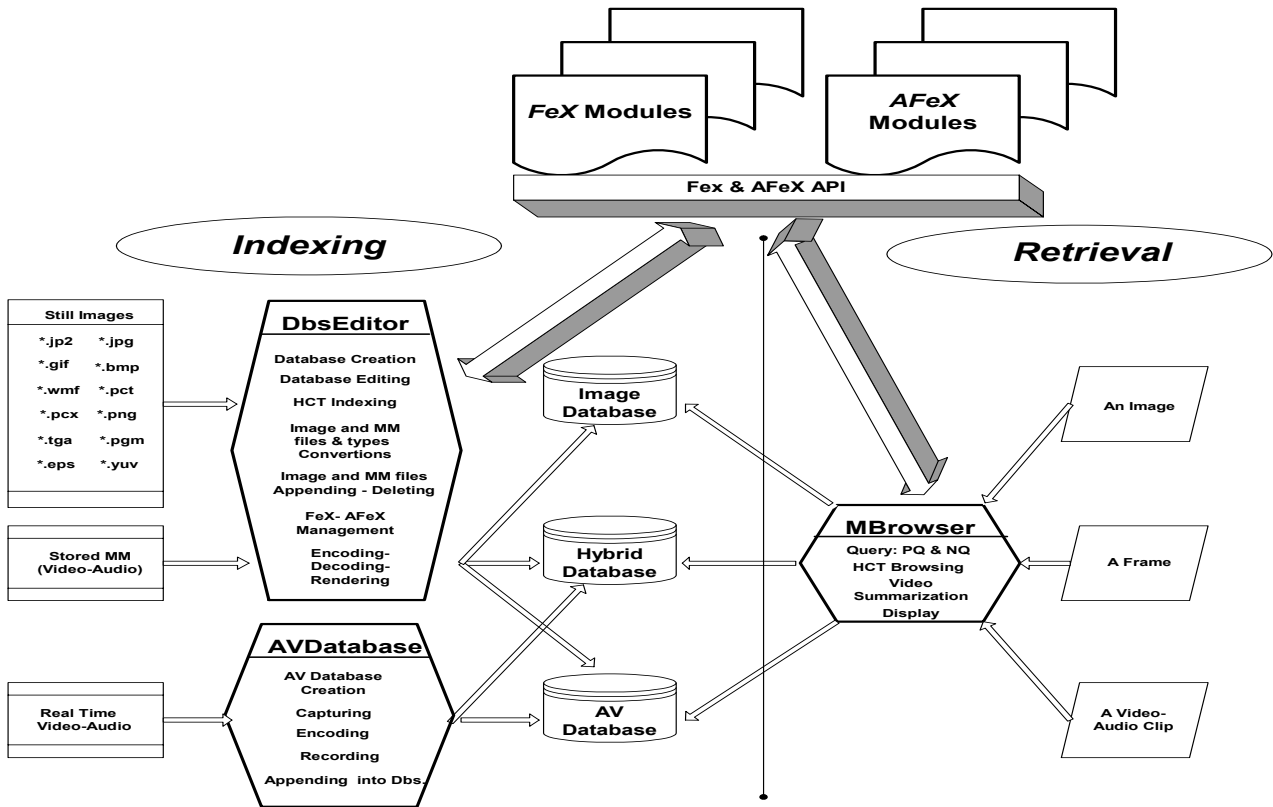 FeX Modules
AFeX
Modules
Fex & AFeX API
Indexing
Retrieval
Still Images
*.jp2 *.jpg
*.gif *.bmp
*.wmf *.pct
*.pcx *.png
*.tga *.pgm
*.eps *.yuv
Stored MM
(Video-Audio)
Real Time
Video-Audio
DbsEditor
Database Creation
Database Editing
HCT Indexing
Image and MM
files & types
Convertions
Image and MM files
Appending - Deleting
FeX- AFeX
Management
Encoding-
Decoding-
Rendering
AVDatabase
AV Database
Creation
Capturing
Encoding
Recording
Appending into Dbs.
Image
Database
Hybrid
Database
AV
Database
MBrowser
Query: PQ & NQ
HCT Browsing
Video
Summarization
Display
An Image
A Frame
A Video-
Audio Clip